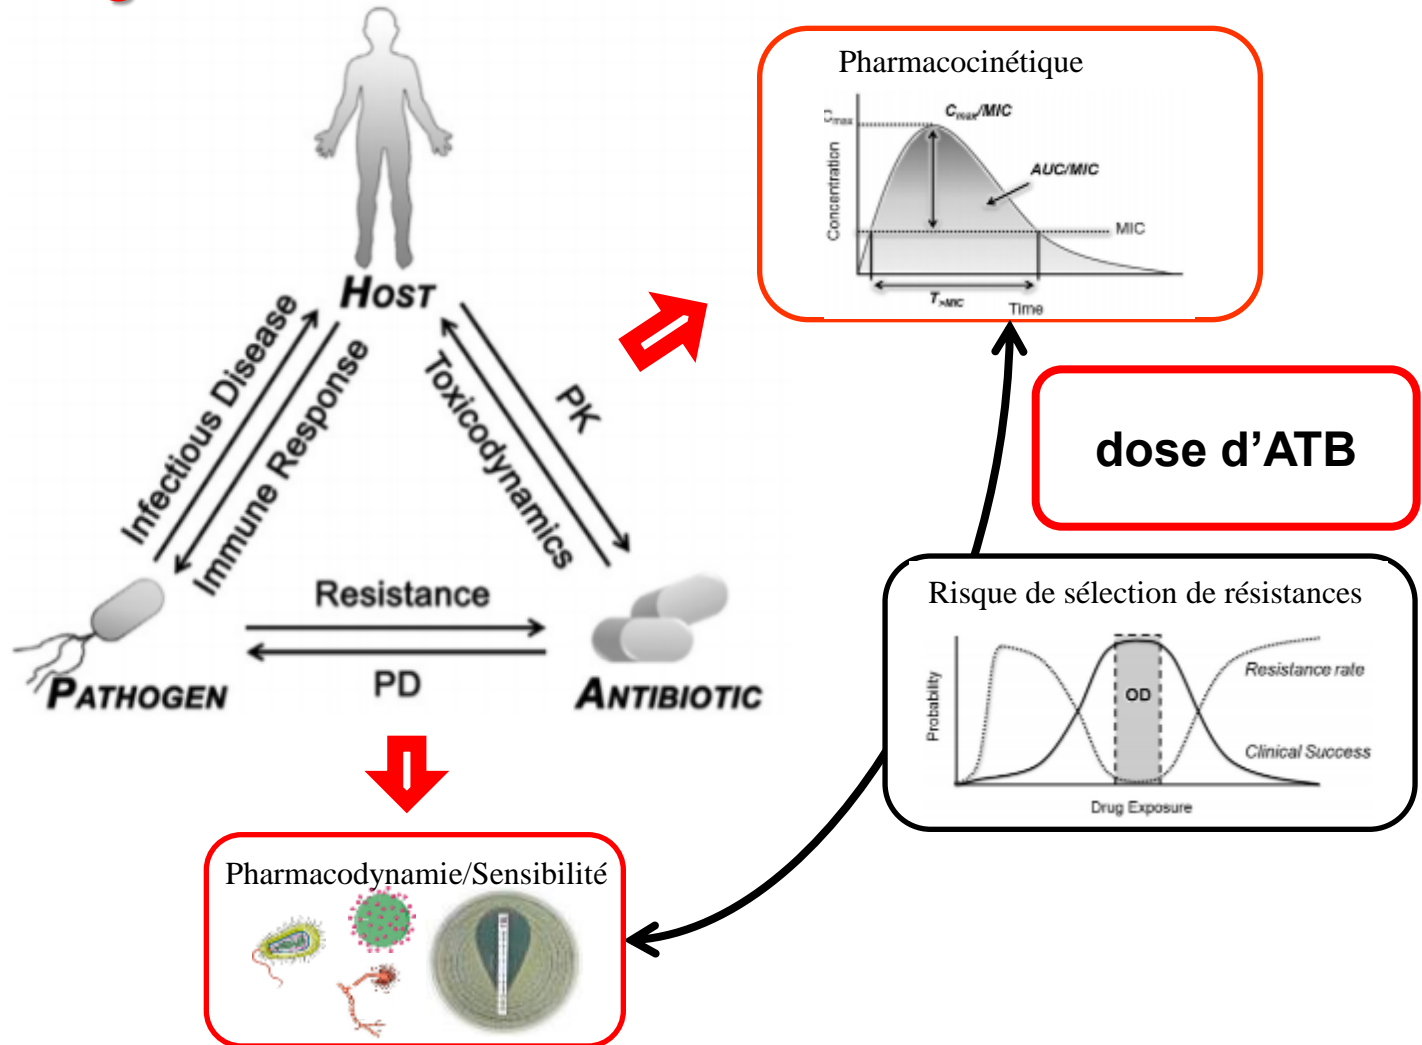 Pharmacocinétique
Cmax
Cmax/MIC
AUC/MIC
Concentration
MIC
T>MIC
Time
HOST
Infectious Disease
Immune Response
Toxicodynamics
PK
dose d’ATB
Resistance
PD
PATHOGEN
ANTIBIOTIC
Risque de sélection de résistances
Probability
OD
Resistance rate
Clinical Success
Drug Exposure
Pharmacodynamie/Sensibilité